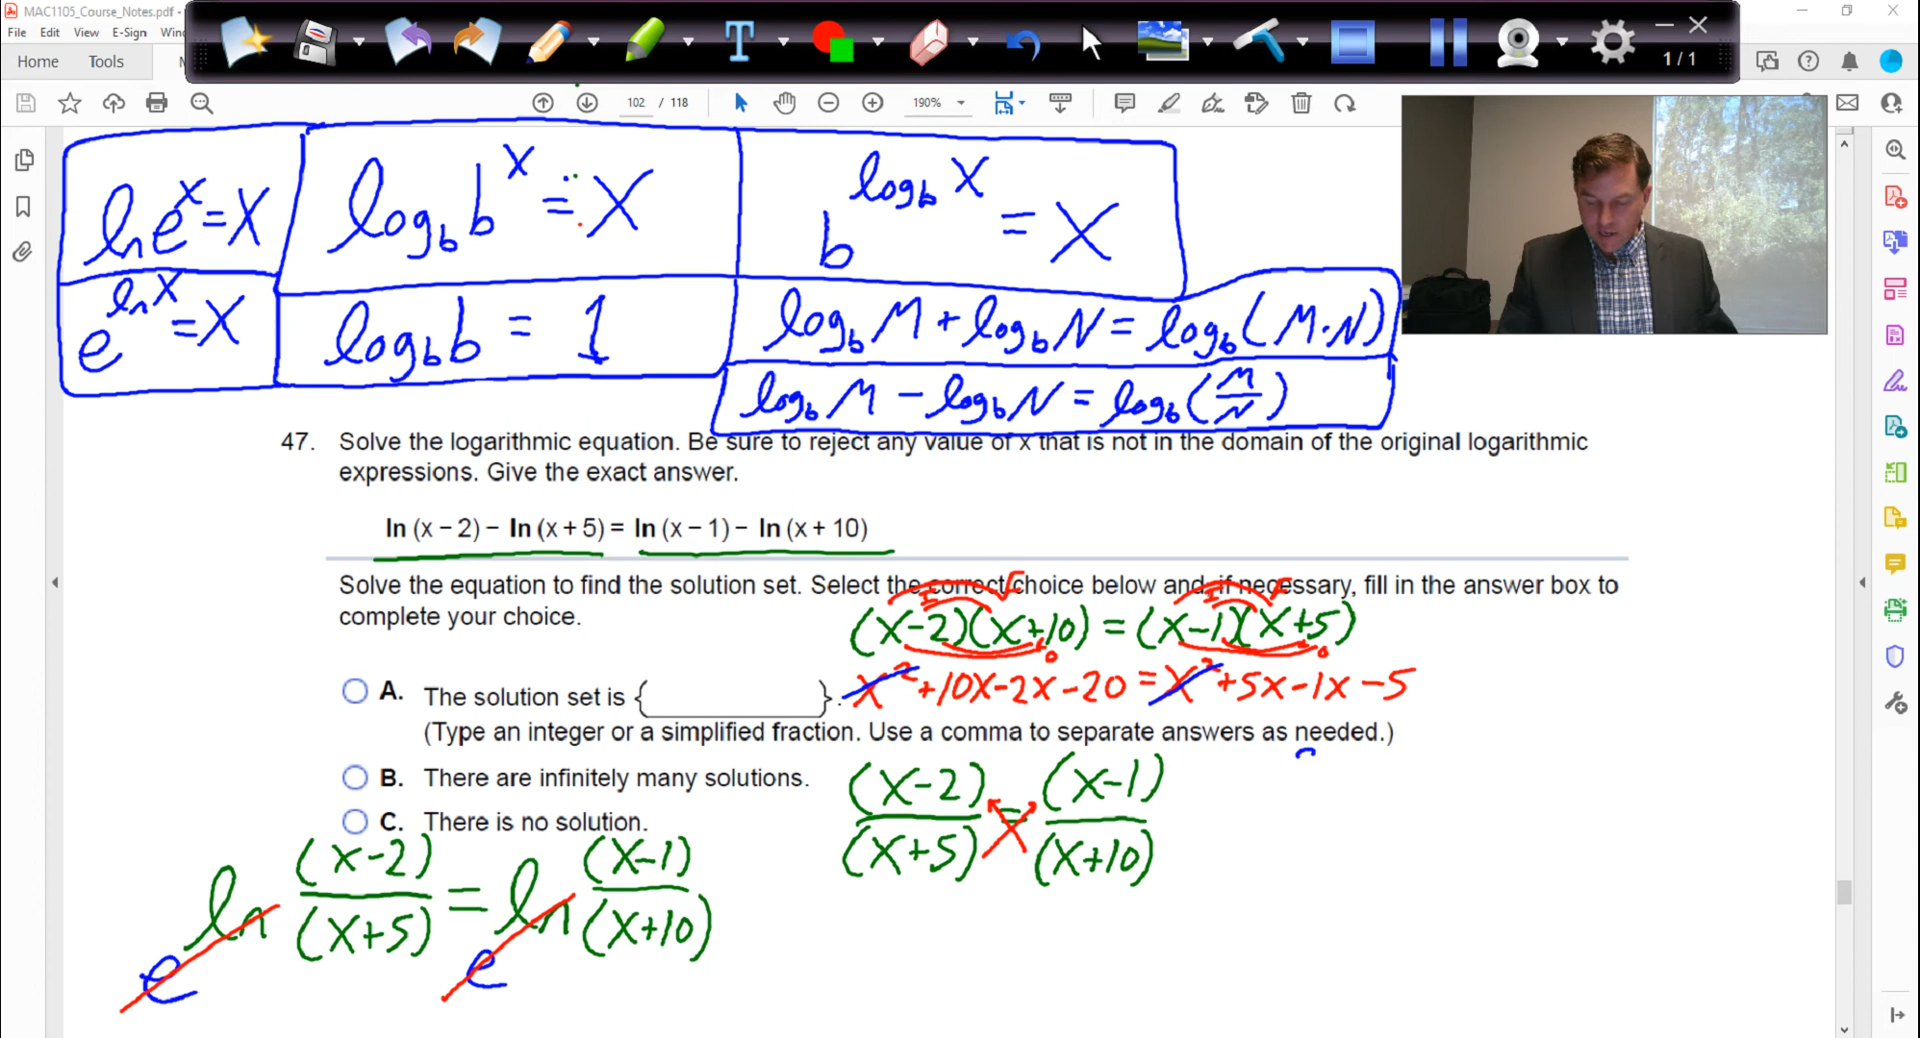 MAC1105_Course_Notes.pdf -
File Edit View E-Sign
Home Tools
1 / 1
102 / 118
190%
ln e^x = x
log_b b^x = x
b^(log_b x) = x
e^(ln x) = x
log_b b = 1
log_b M + log_b N = log_b (M·N)
log_b M - log_b N = log_b (M/N)
47. Solve the logarithmic equation. Be sure to reject any value of x that is not in the domain of the original logarithmic
expressions. Give the exact answer.
ln (x − 2) − ln (x + 5) = ln (x − 1) − ln (x + 10)
Solve the equation to find the solution set. Select the correct choice below and, if necessary, fill in the answer box to
complete your choice.
(x-2)(x+10) = (x-1)(x+5)
A. The solution set is { }.
x²+10x-2x-20 = x²+5x-1x-5
(Type an integer or a simplified fraction. Use a comma to separate answers as needed.)
B. There are infinitely many solutions.
C. There is no solution.
(x-2)/(x+5) = (x-1)/(x+10)
ln (x-2)/(x+5) = ln (x-1)/(x+10)
e e